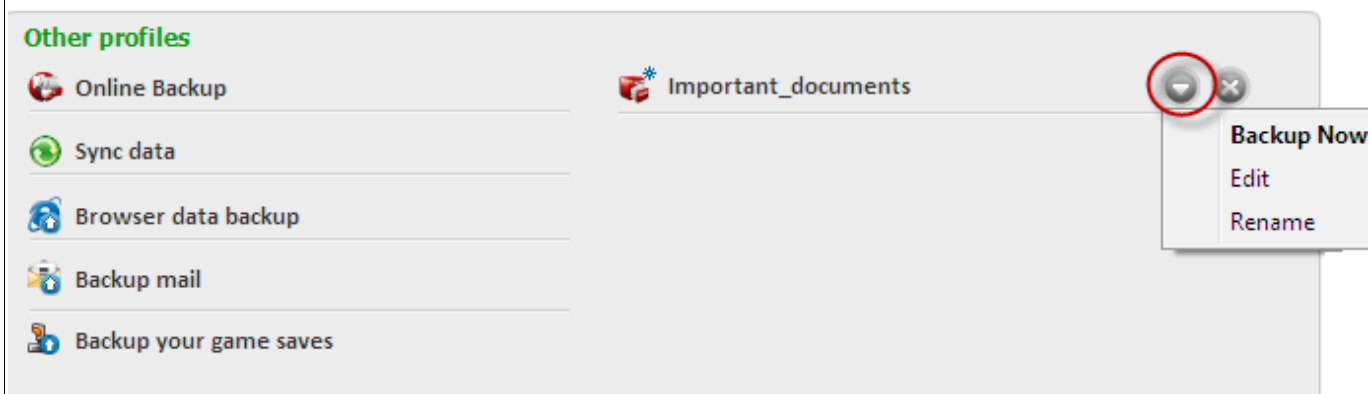 Other profiles
Online Backup
Important_documents
Sync data
Browser data backup
Backup mail
Backup your game saves
Backup Now
Edit
Rename